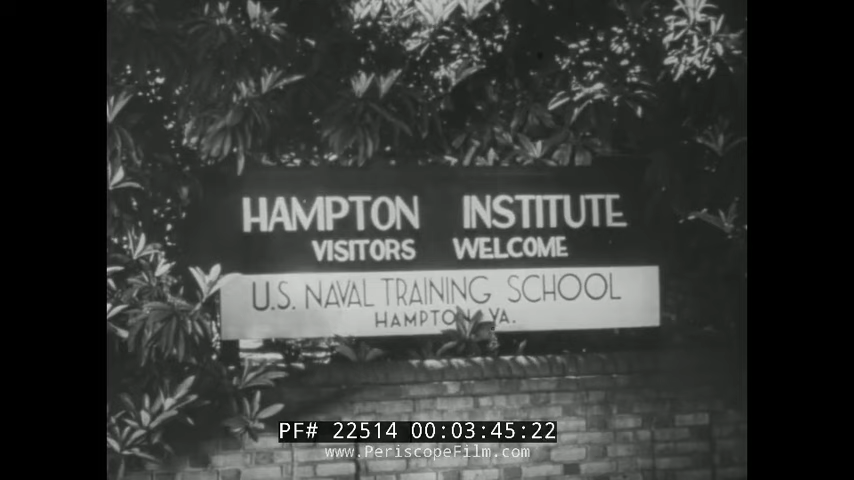 HAMPTON INSTITUTE
VISITORS WELCOME
U.S. NAVAL TRAINING SCHOOL
HAMPTON VA.
PF# 22514 00:03:45:22
www.PeriscopeFilm.com